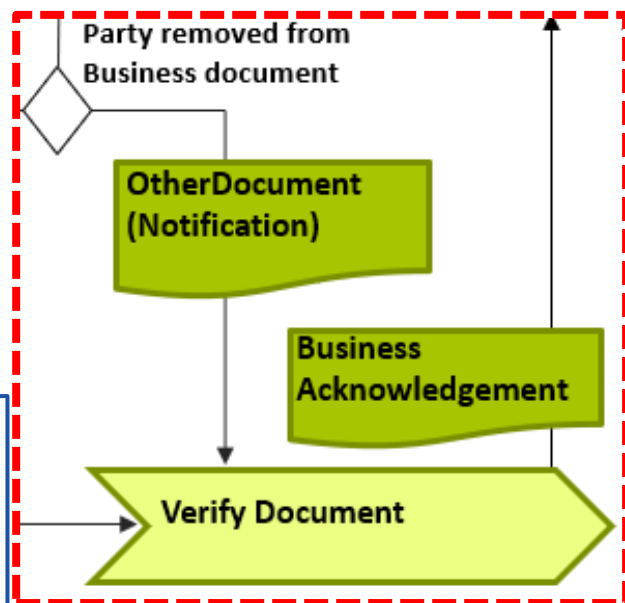 Party removed from
Business document
OtherDocument
(Notification)
Business
Acknowledgement
Verify Document